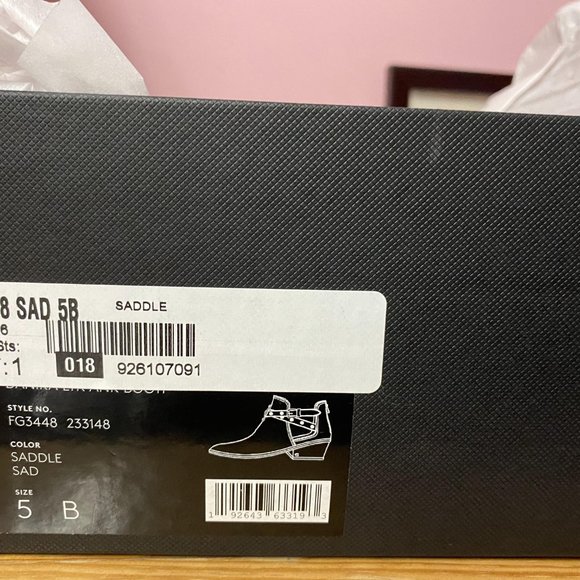 8 SAD 5B SADDLE
6
Sts:
:1 018 926107091
STYLE NO.
FG3448 233148
COLOR
SADDLE
SAD
SIZE
5 B
1 92643 63319 3